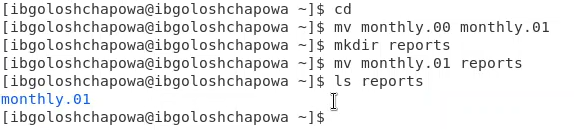 [ibgoloshchapowa@ibgoloshchapowa ~]$ cd
[ibgoloshchapowa@ibgoloshchapowa ~]$ mv monthly.00 monthly.01
[ibgoloshchapowa@ibgoloshchapowa ~]$ mkdir reports
[ibgoloshchapowa@ibgoloshchapowa ~]$ mv monthly.01 reports
[ibgoloshchapowa@ibgoloshchapowa ~]$ ls reports
monthly.01
[ibgoloshchapowa@ibgoloshchapowa ~]$